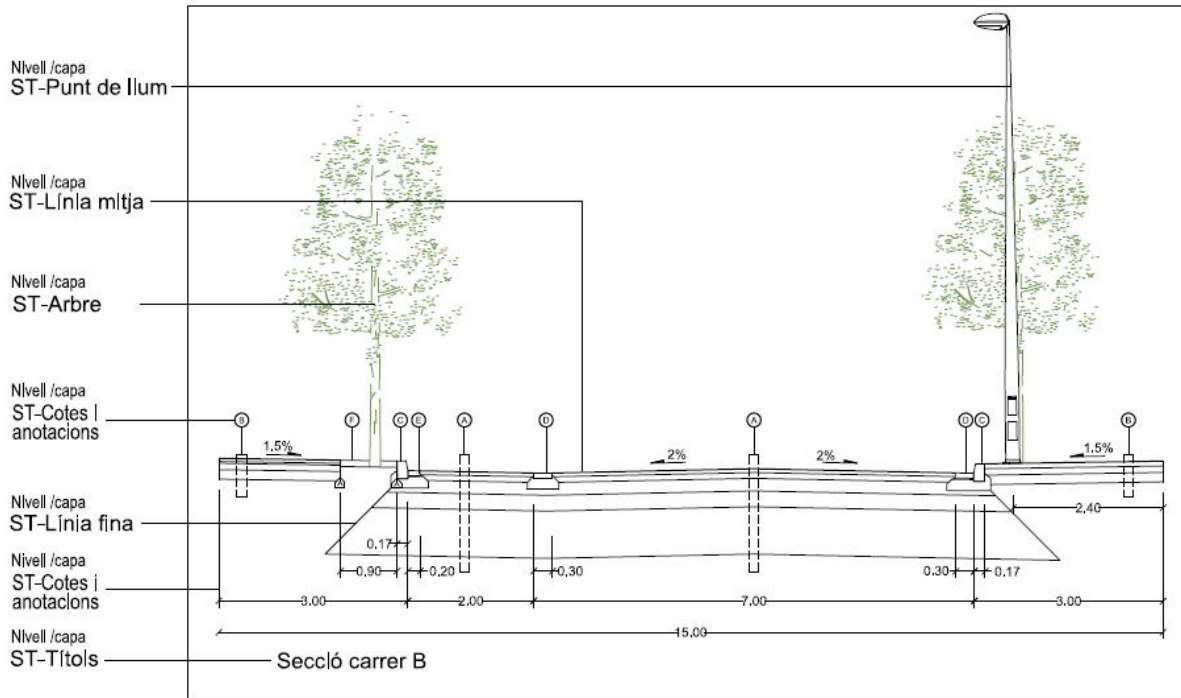 Nivell /capa
ST-Punt de llum
Nivell /capa
ST-Línia mitja
Nivell /capa
ST-Arbre
Nivell /capa
ST-Cotes i
anotacions
B F C E A D A D C B
1.5% 2% 2% 1.5%
Nivell /capa
ST-Línia fina
2.40
0.17
Nivell /capa
ST-Cotes i
anotacions
0.90 0.20 0.30 0.30 0.17
3.00 2.00 7.00 3.00
15.00
Nivell /capa
ST-Títols
Secció carrer B